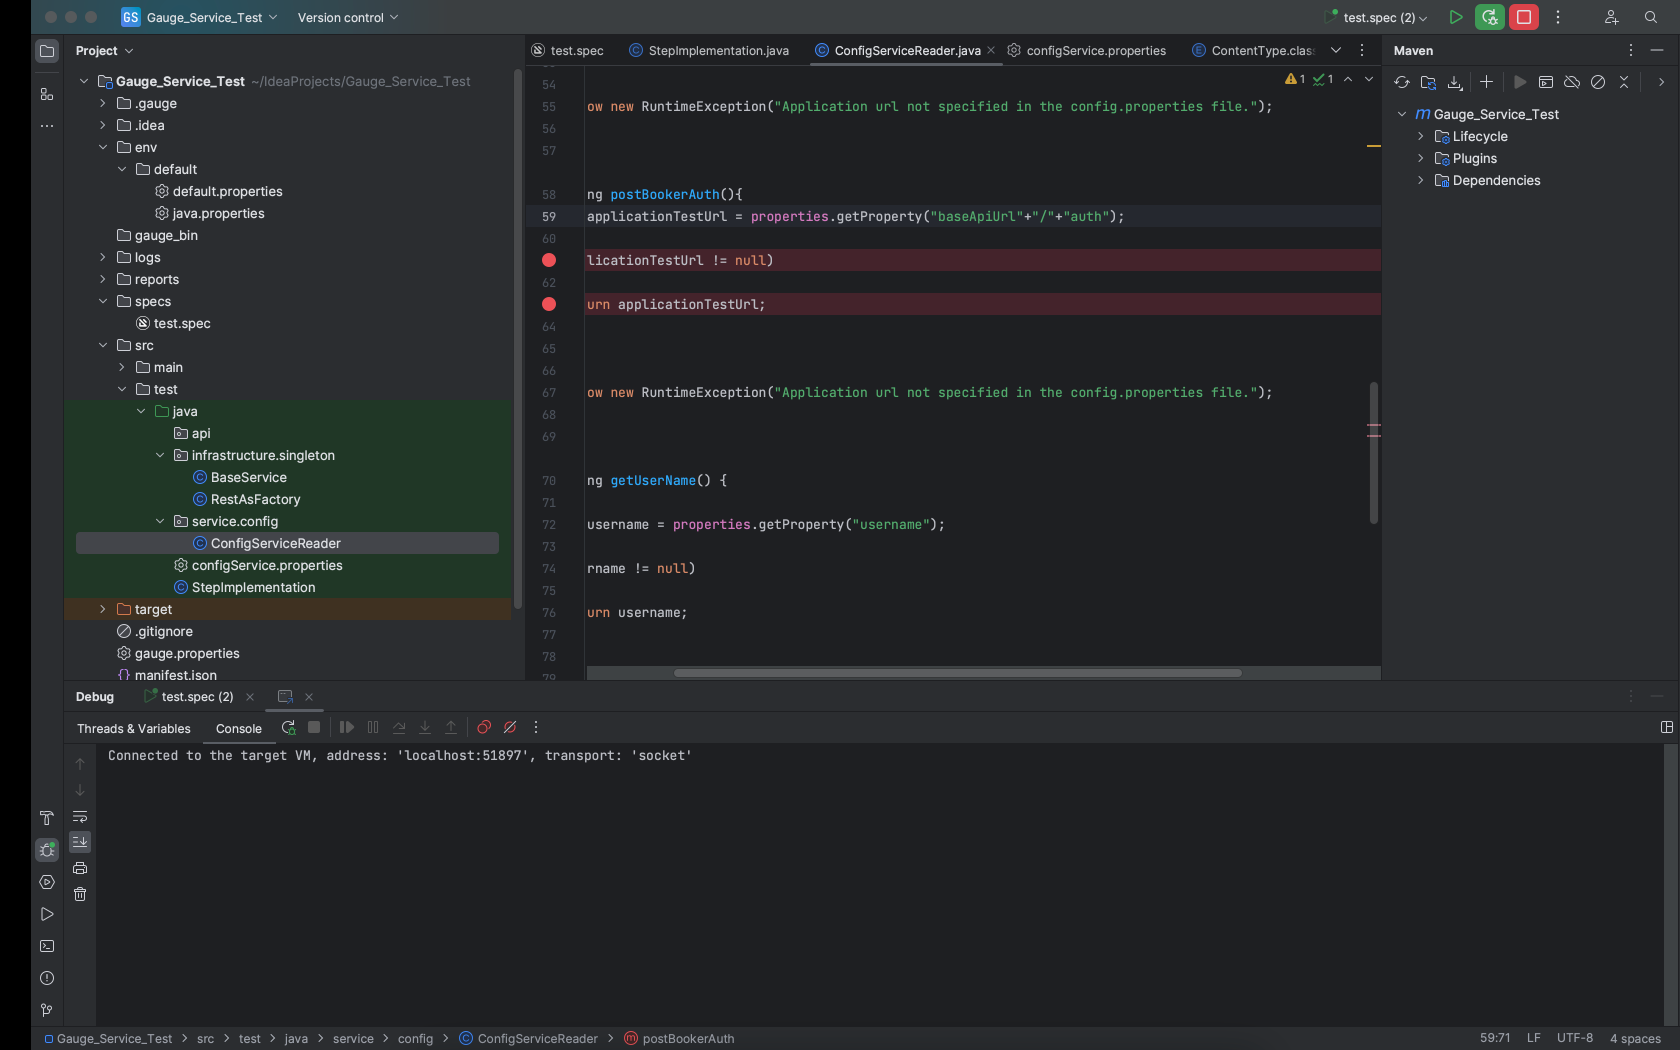 GS Gauge_Service_Test Version control test.spec (2)
Project
Gauge_Service_Test ~/IdeaProjects/Gauge_Service_Test
.gauge
.idea
env
default
default.properties
java.properties
gauge_bin
logs
reports
specs
test.spec
src
main
test
java
api
infrastructure.singleton
BaseService
RestAsFactory
service.config
ConfigServiceReader
configService.properties
StepImplementation
target
.gitignore
gauge.properties
manifest.json
test.spec StepImplementation.java ConfigServiceReader.java configService.properties ContentType.clas
1 1
54
55 ow new RuntimeException("Application url not specified in the config.properties file.");
56
57
58 ng postBookerAuth(){
59 applicationTestUrl = properties.getProperty("baseApiUrl"+"/"+"auth");
60
licationTestUrl != null)
62
urn applicationTestUrl;
64
65
66
67 ow new RuntimeException("Application url not specified in the config.properties file.");
68
69
70 ng getUserName() {
71
72 username = properties.getProperty("username");
73
74 rname != null)
75
76 urn username;
77
78
79
Maven
m Gauge_Service_Test
Lifecycle
Plugins
Dependencies
Debug test.spec (2)
Threads & Variables Console
Connected to the target VM, address: 'localhost:51897', transport: 'socket'
Gauge_Service_Test > src > test > java > service > config > ConfigServiceReader > postBookerAuth 59:71 LF UTF-8 4 spaces